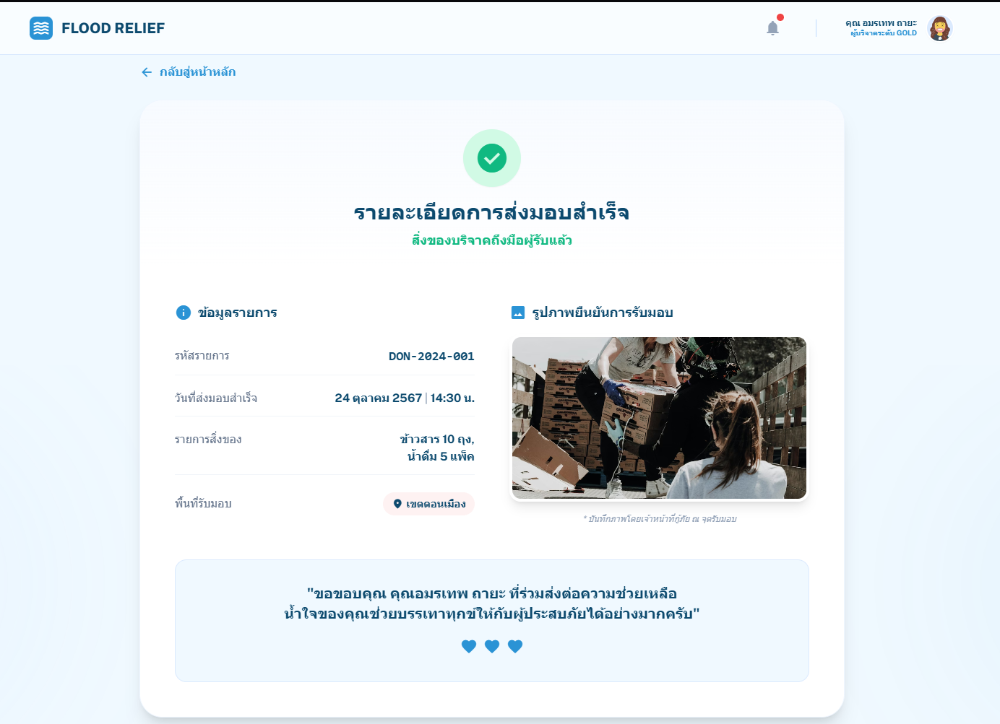 FLOOD RELIEF
คุณ อมรเทพ ถายะ
ผู้บริจาคระดับ GOLD
กลับสู่หน้าหลัก
รายละเอียดการส่งมอบสำเร็จ
สิ่งของบริจาคถึงมือผู้รับแล้ว
ข้อมูลรายการ
รหัสรายการ DON-2024-001
วันที่ส่งมอบสำเร็จ 24 ตุลาคม 2567 | 14:30 น.
รายการสิ่งของ ข้าวสาร 10 ถุง,
น้ำดื่ม 5 แพ็ค
พื้นที่รับมอบ เขตดอนเมือง
รูปภาพยืนยันการรับมอบ
* บันทึกภาพโดยเจ้าหน้าที่กู้ภัย ณ จุดรับมอบ
"ขอขอบคุณ คุณอมรเทพ ถายะ ที่ร่วมส่งต่อความช่วยเหลือ
น้ำใจของคุณช่วยบรรเทาทุกข์ให้กับผู้ประสบภัยได้อย่างมากครับ"